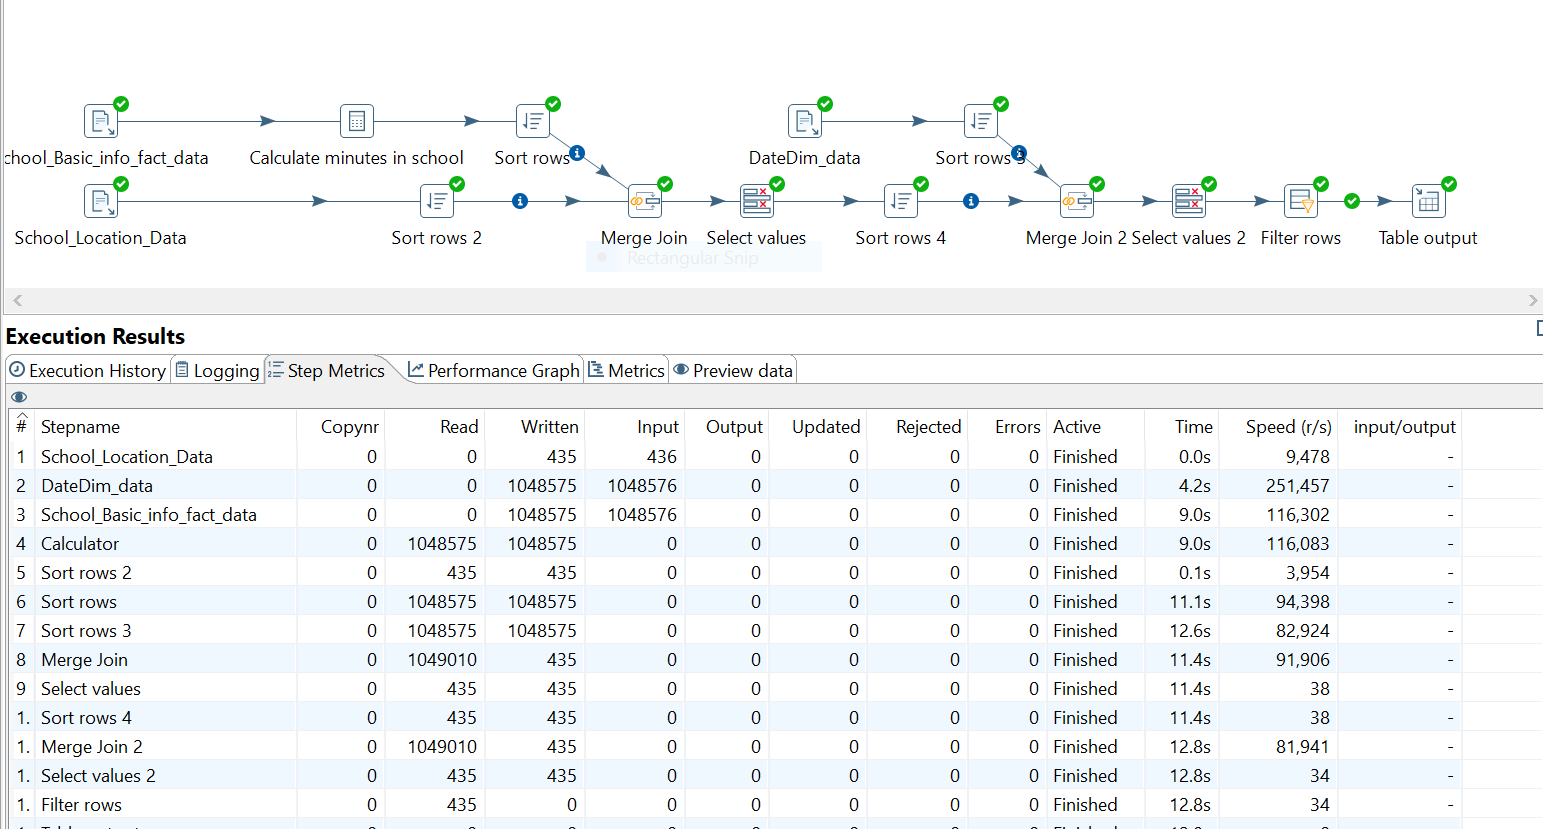 chool_Basic_info_fact_data Calculate minutes in school Sort rows DateDim_data Sort rows 3
School_Location_Data Sort rows 2 Merge Join Select values Sort rows 4 Merge Join 2 Select values 2 Filter rows Table output
Rectangular Snip
Execution Results
Execution History Logging Step Metrics Performance Graph Metrics Preview data
# Stepname Copynr Read Written Input Output Updated Rejected Errors Active Time Speed (r/s) input/output
1 School_Location_Data 0 0 435 436 0 0 0 0 Finished 0.0s 9,478 -
2 DateDim_data 0 0 1048575 1048576 0 0 0 0 Finished 4.2s 251,457 -
3 School_Basic_info_fact_data 0 0 1048575 1048576 0 0 0 0 Finished 9.0s 116,302 -
4 Calculator 0 1048575 1048575 0 0 0 0 0 Finished 9.0s 116,083 -
5 Sort rows 2 0 435 435 0 0 0 0 0 Finished 0.1s 3,954 -
6 Sort rows 0 1048575 1048575 0 0 0 0 0 Finished 11.1s 94,398 -
7 Sort rows 3 0 1048575 1048575 0 0 0 0 0 Finished 12.6s 82,924 -
8 Merge Join 0 1049010 435 0 0 0 0 0 Finished 11.4s 91,906 -
9 Select values 0 435 435 0 0 0 0 0 Finished 11.4s 38 -
1. Sort rows 4 0 435 435 0 0 0 0 0 Finished 11.4s 38 -
1. Merge Join 2 0 1049010 435 0 0 0 0 0 Finished 12.8s 81,941 -
1. Select values 2 0 435 435 0 0 0 0 0 Finished 12.8s 34 -
1. Filter rows 0 435 0 0 0 0 0 0 Finished 12.8s 34 -